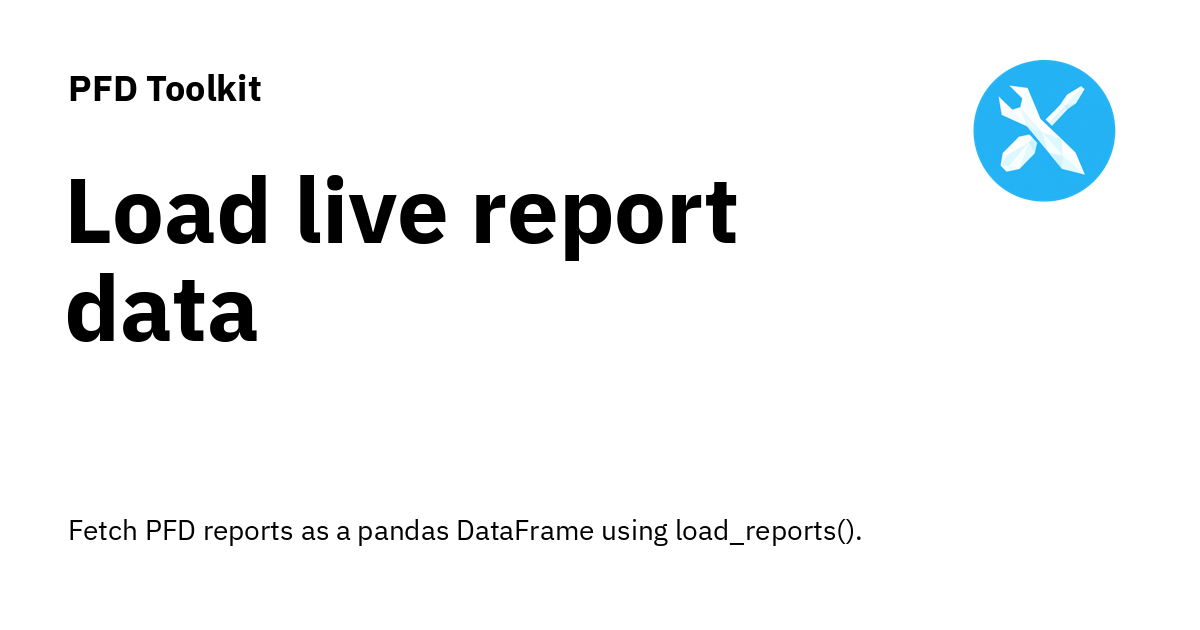 PFD Toolkit
Load live report
data
Fetch PFD reports as a pandas DataFrame using load_reports().